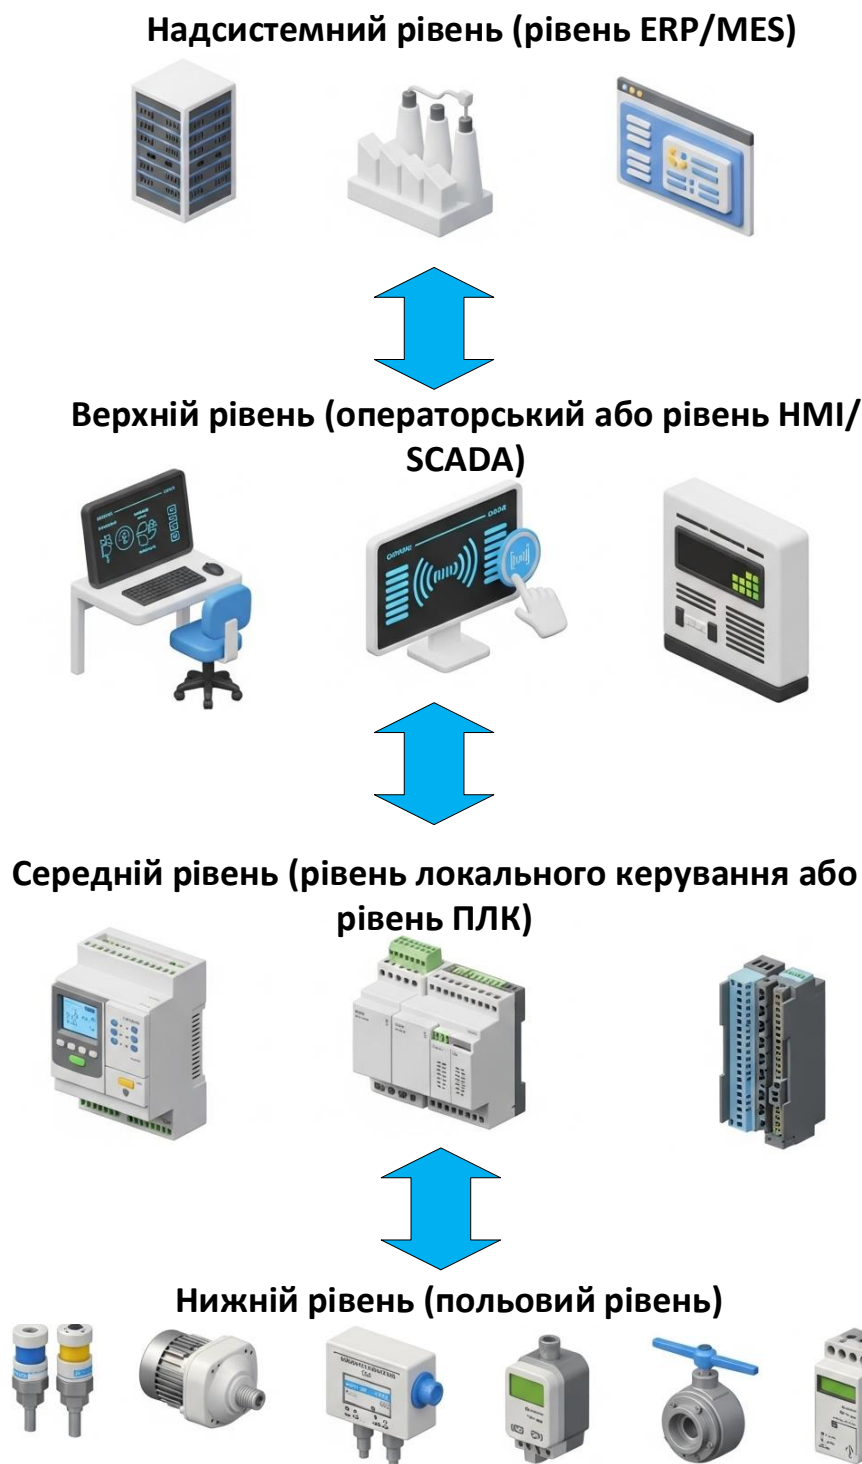 Надсистемний рівень (рівень ERP/MES)
Верхній рівень (операторський або рівень HMI/
SCADA)
Середній рівень (рівень локального керування або
рівень ПЛК)
Нижній рівень (польовий рівень)